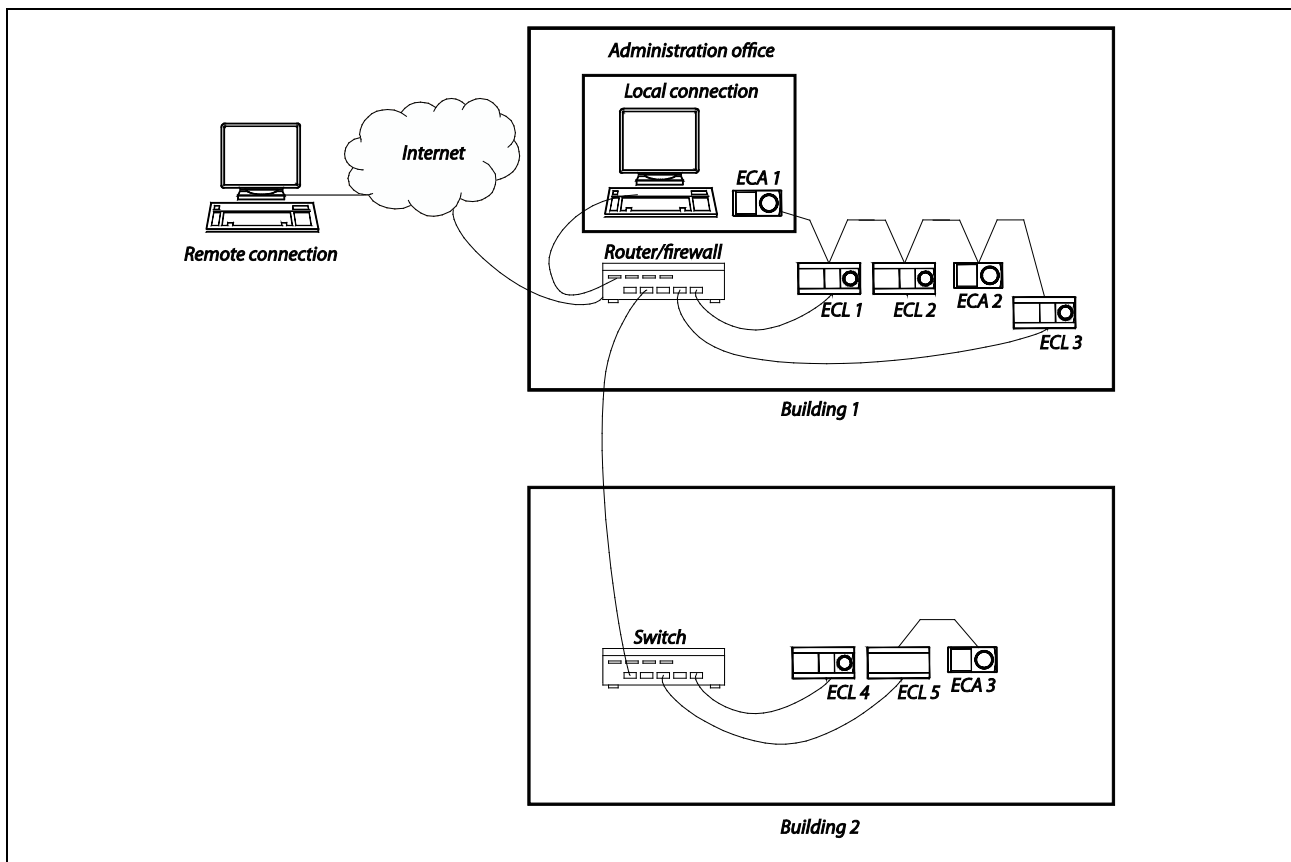 Administration office
Local connection
Internet
ECA 1
Remote connection
Router/firewall
ECL 1
ECL 2
ECA 2
ECL 3
Building 1
Switch
ECL 4
ECL 5
ECA 3
Building 2